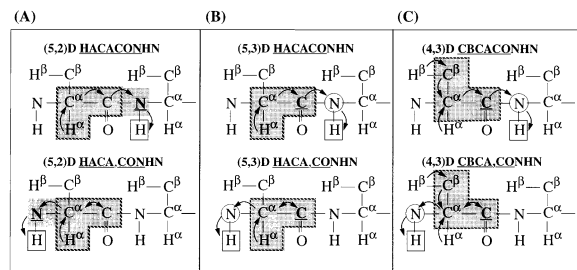 (A) (B) (C)
(5,2)D HACACONHN (5,3)D HACACONHN (4,3)D CBCACONHN
H^β—C^β H^β H^β—C^β H^β H^β—C^β H^β
C^β C^β C^β
N C^α C N C^α N C^α C N C^α N C^α C N C^α
H H^α O H H^α H H^α O H H^α H H^α O H H^α
(5,2)D HACA,CONHN (5,3)D HACA,CONHN (4,3)D CBCA,CONHN
H^β—C^β H^β H^β—C^β H^β H^β—C^β H^β
C^β C^β C^β
N C^α C N C^α N C^α C N C^α N C^α C N C^α
H H^α O H H^α H H^α O H H^α H H^α O H H^α